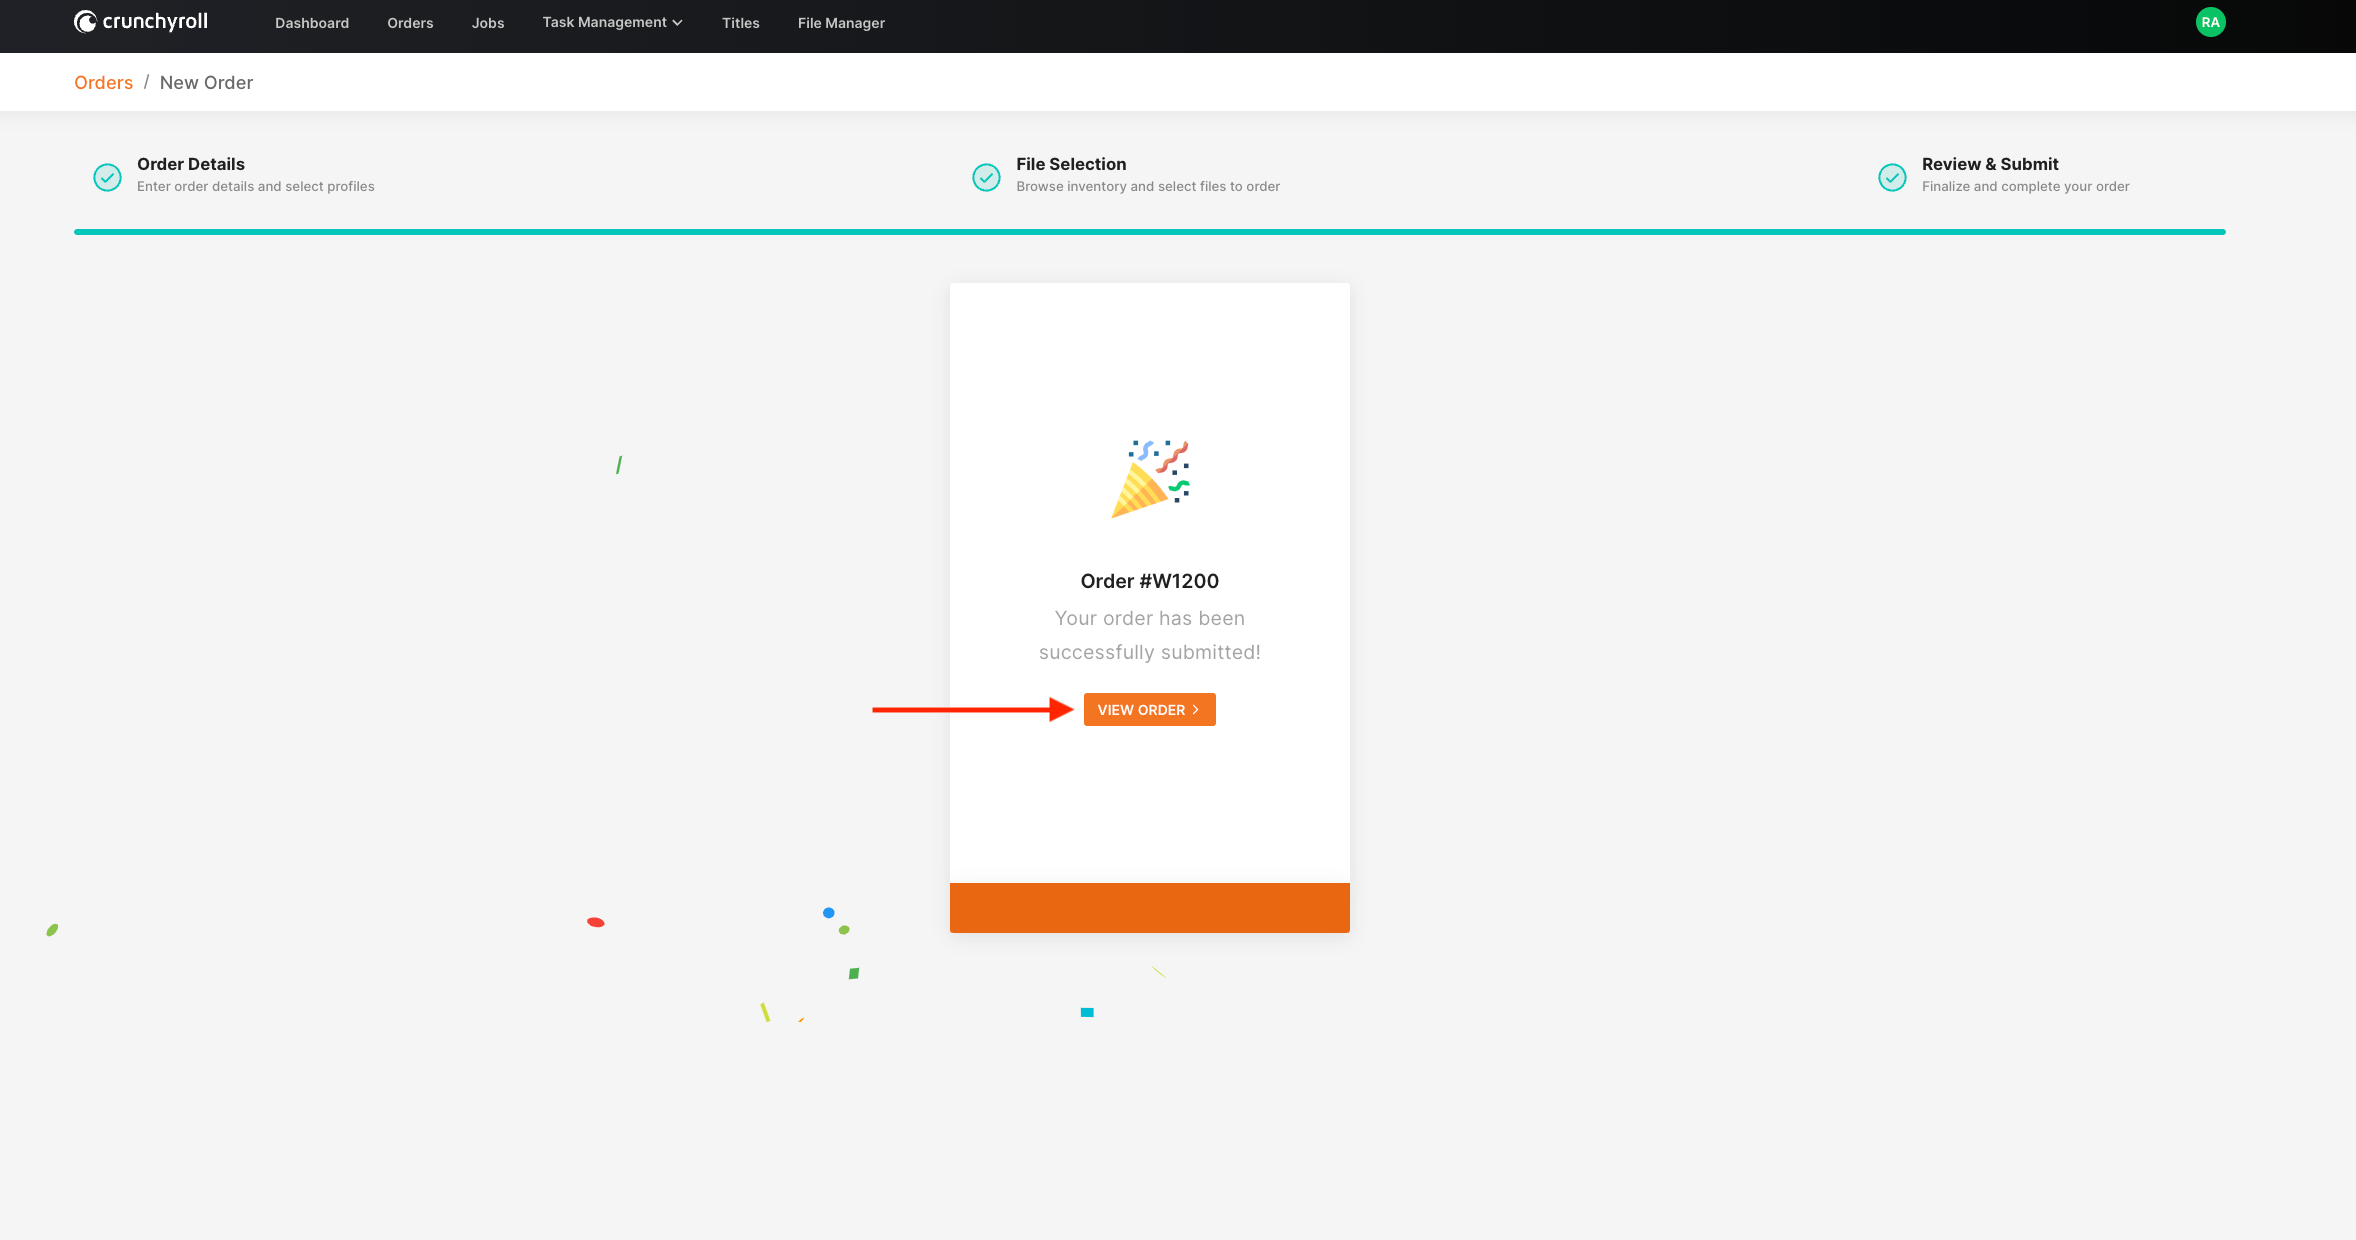 crunchyroll
Dashboard
Orders
Jobs
Task Management
Titles
File Manager
RA
Orders / New Order
Order Details
Enter order details and select profiles
File Selection
Browse inventory and select files to order
Review & Submit
Finalize and complete your order
Order #W1200
Your order has been
successfully submitted!
VIEW ORDER >